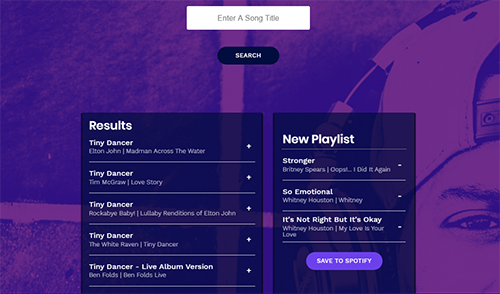 Enter A Song Title
SEARCH
Results
Tiny Dancer
Elton John | Madman Across The Water
+
Tiny Dancer
Tim McGraw | Love Story
+
Tiny Dancer
Rockabye Baby! | Lullaby Renditions of Elton John
+
Tiny Dancer
The White Raven | Tiny Dancer
+
Tiny Dancer - Live Album Version
Ben Folds | Ben Folds Live
+
New Playlist
Stronger
Britney Spears | Oops!... I Did It Again
-
So Emotional
Whitney Houston | Whitney
-
It's Not Right But It's Okay
Whitney Houston | My Love Is Your
Love
-
SAVE TO SPOTIFY